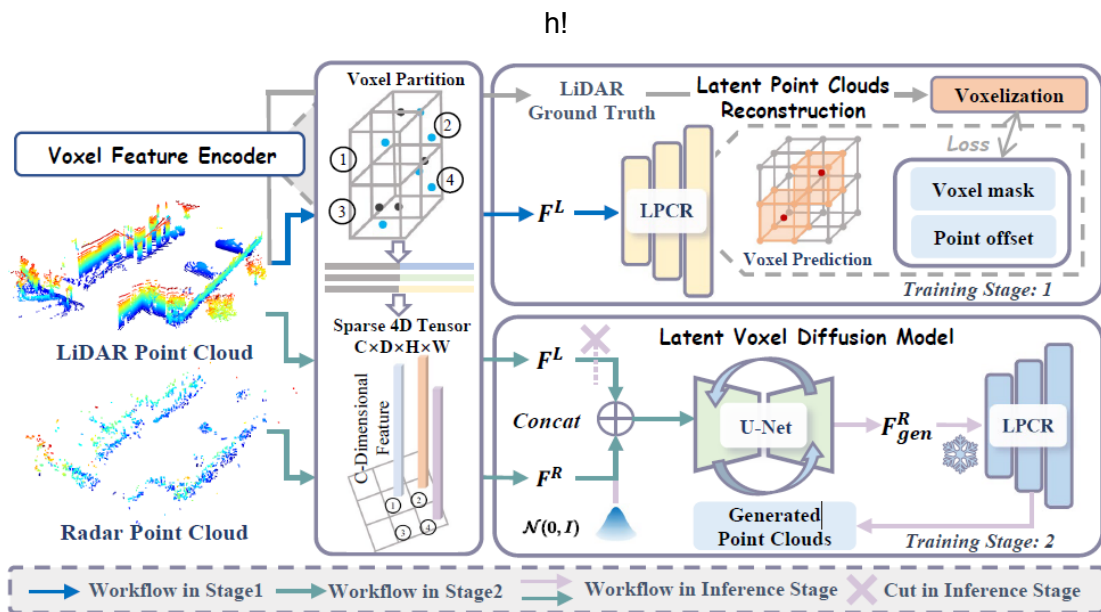 h!
Voxel Partition
①
②
③
④
Voxel Feature Encoder
LiDAR Point Cloud
Radar Point Cloud
Sparse 4D Tensor
C×D×H×W
C-Dimensional
Feature
①
②
③
④
LiDAR
Ground Truth
Latent Point Clouds
Reconstruction
Voxelization
Loss
F^L
LPCR
Voxel Prediction
Voxel mask
Point offset
Training Stage: 1
Latent Voxel Diffusion Model
F^L
Concat
F^R
𝒩(0, I)
U-Net
F^R_gen
LPCR
Generated
Point Clouds
Training Stage: 2
Workflow in Stage1
Workflow in Stage2
Workflow in Inference Stage
Cut in Inference Stage